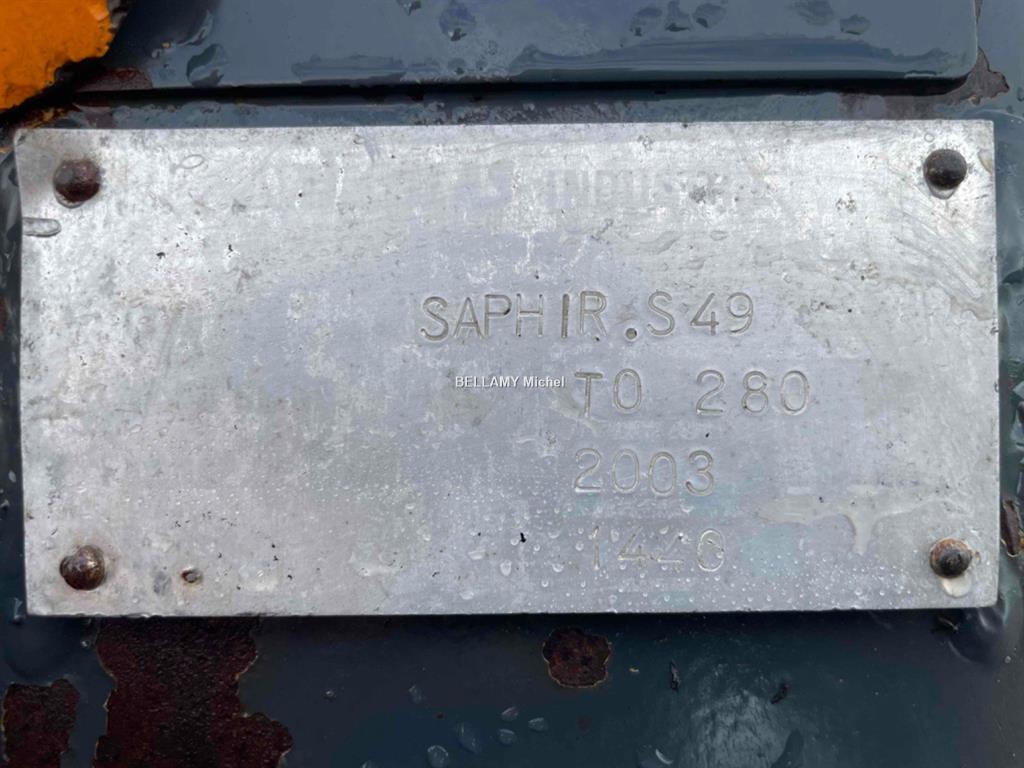 SAPHIR.S49
BELLAMY Michel
TO 280
2003
1440